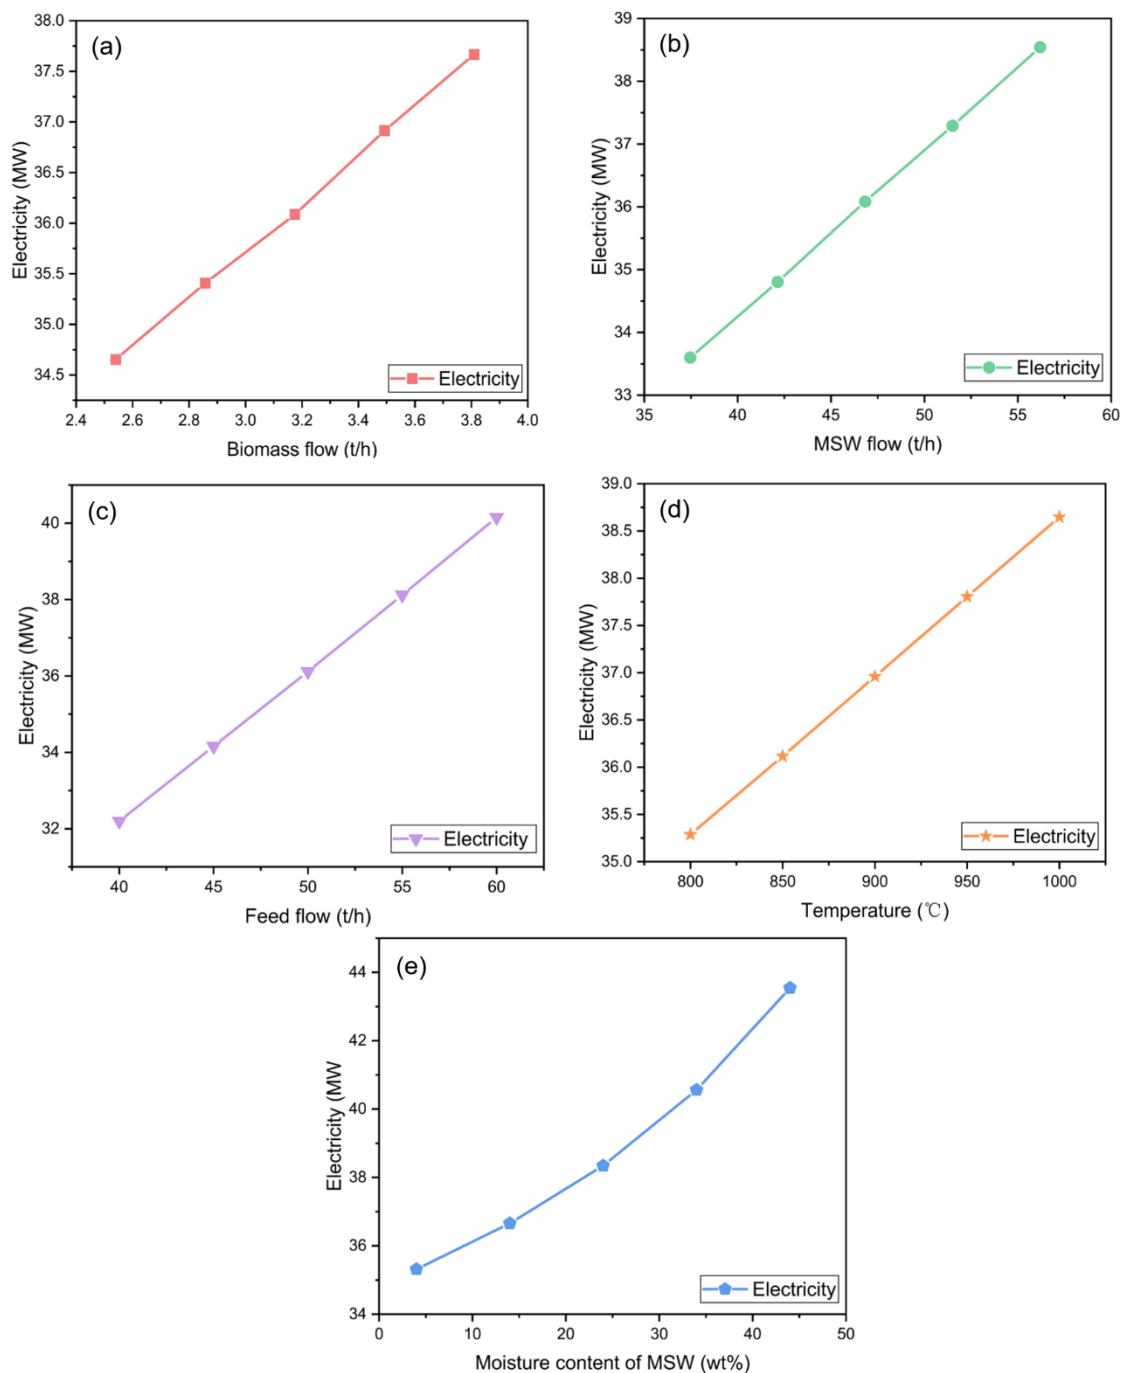 (a)
38.0
37.5
37.0
36.5
36.0
35.5
35.0
34.5
Electricity (MW)
2.4 2.6 2.8 3.0 3.2 3.4 3.6 3.8 4.0
Biomass flow (t/h)
Electricity
(b)
39
38
37
36
35
34
33
Electricity (MW)
35 40 45 50 55 60
MSW flow (t/h)
Electricity
(c)
40
38
36
34
32
Electricity (MW)
40 45 50 55 60
Feed flow (t/h)
Electricity
(d)
39.0
38.5
38.0
37.5
37.0
36.5
36.0
35.5
35.0
Electricity (MW)
800 850 900 950 1000
Temperature (℃)
Electricity
(e)
44
42
40
38
36
34
Electricity (MW
0 10 20 30 40 50
Moisture content of MSW (wt%)
Electricity